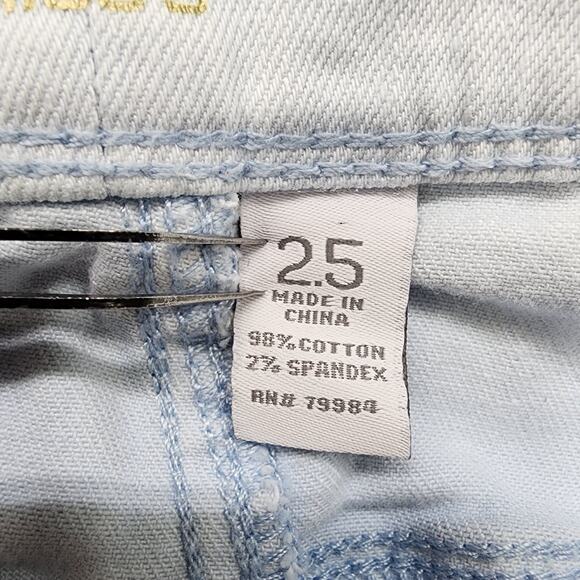 2.5
MADE IN
CHINA
98% COTTON
2% SPANDEX
RN# 79984